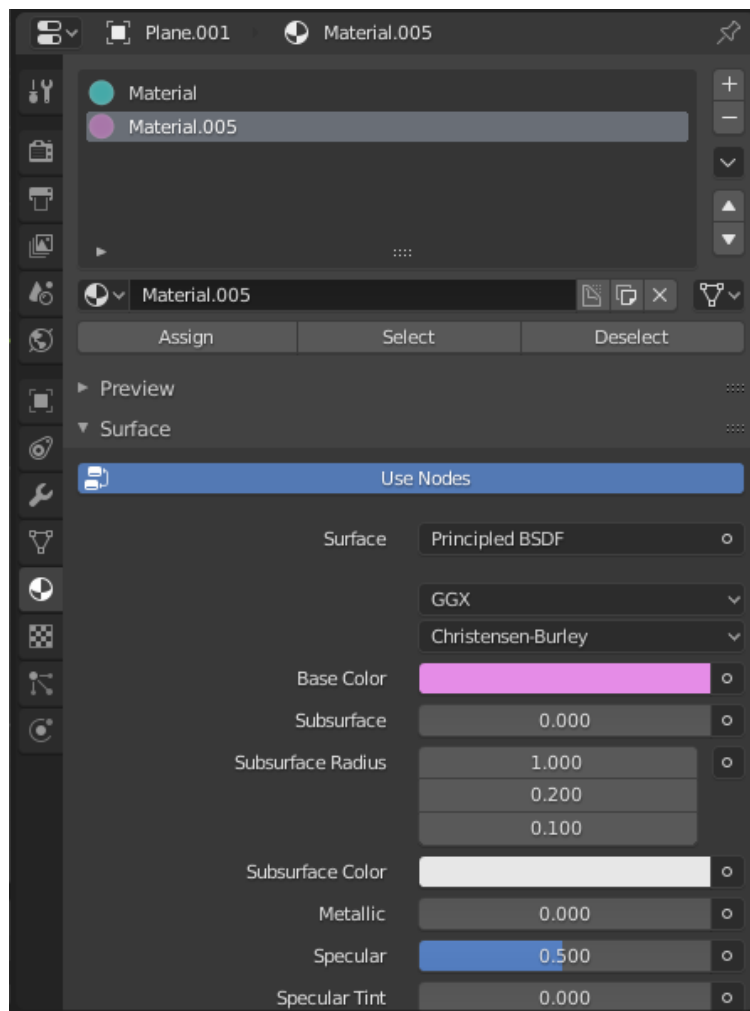 Plane.001 Material.005
Material
Material.005
Material.005
Assign Select Deselect
Preview
Surface
Use Nodes
Surface Principled BSDF
GGX
Christensen-Burley
Base Color
Subsurface 0.000
Subsurface Radius 1.000
0.200
0.100
Subsurface Color
Metallic 0.000
Specular 0.500
Specular Tint 0.000